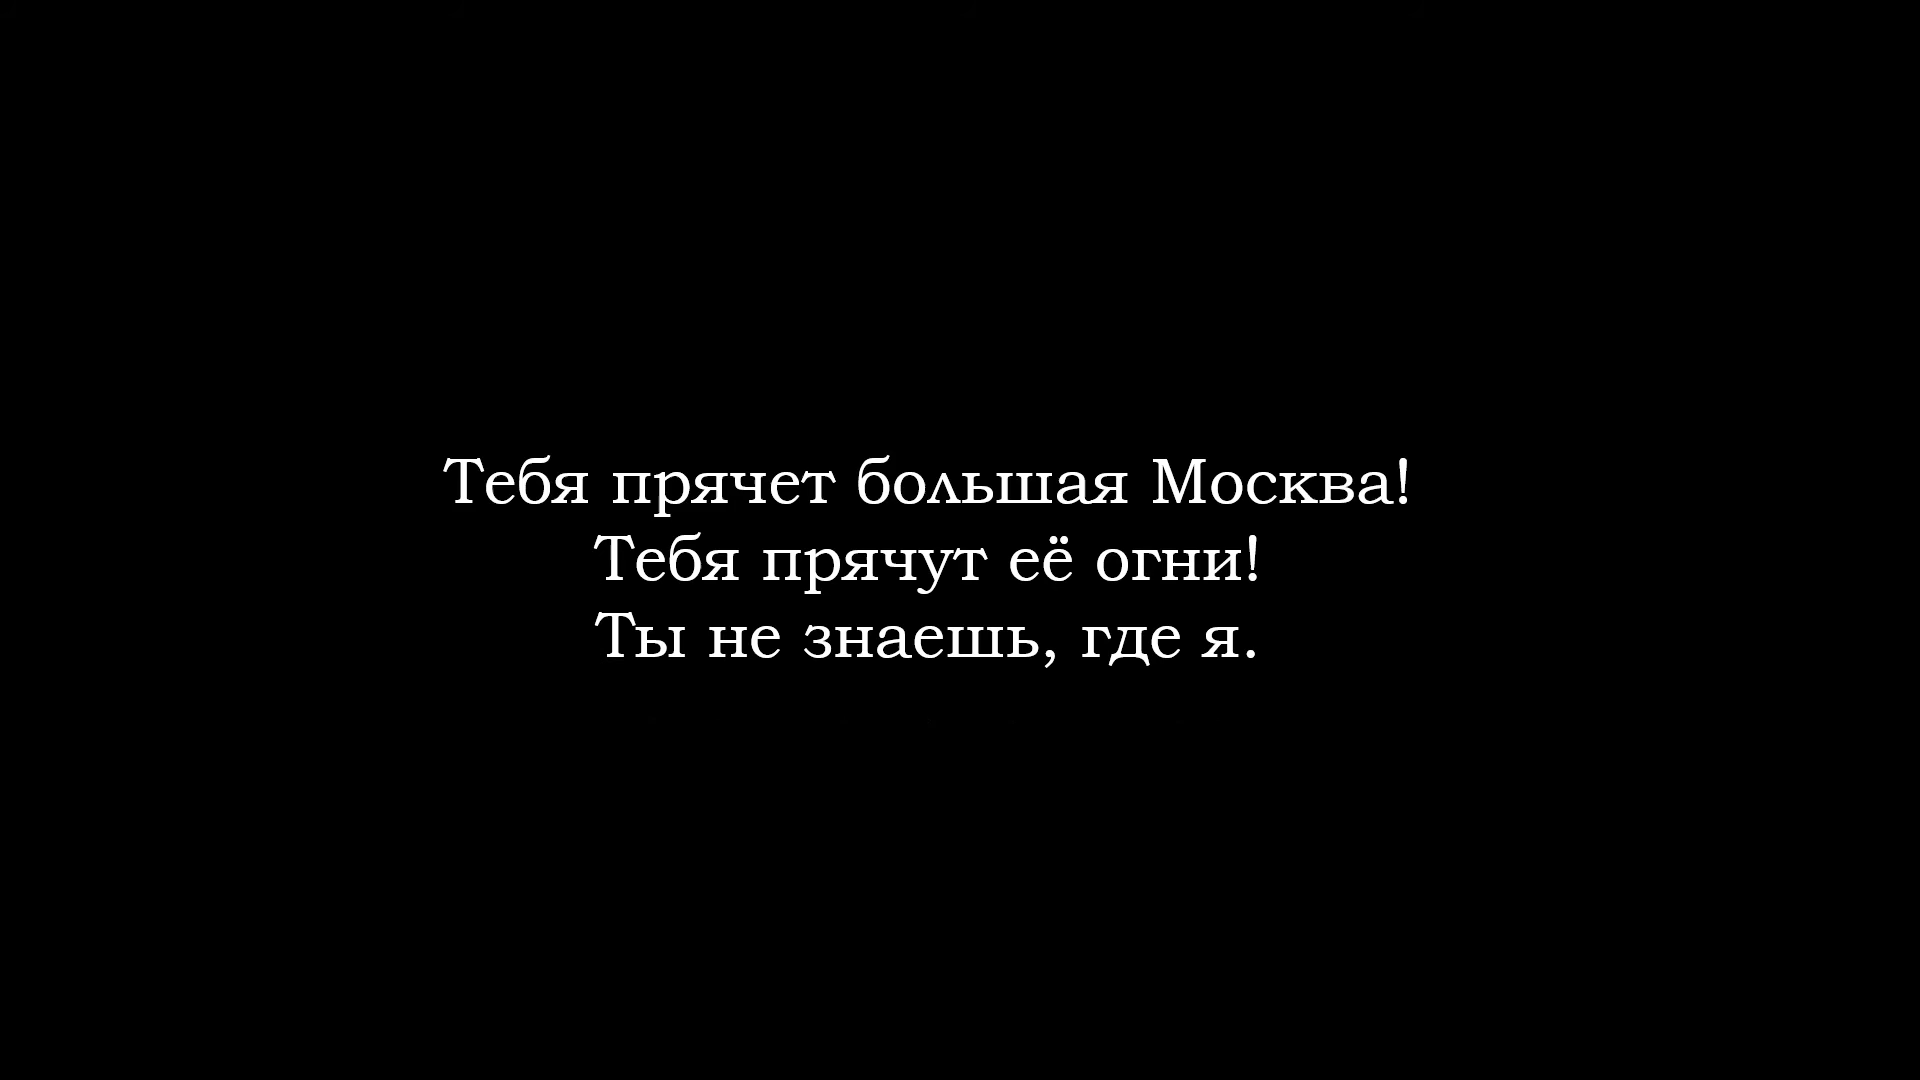 Тебя прячет большая Москва!
Тебя прячут её огни!
Ты не знаешь, где я.